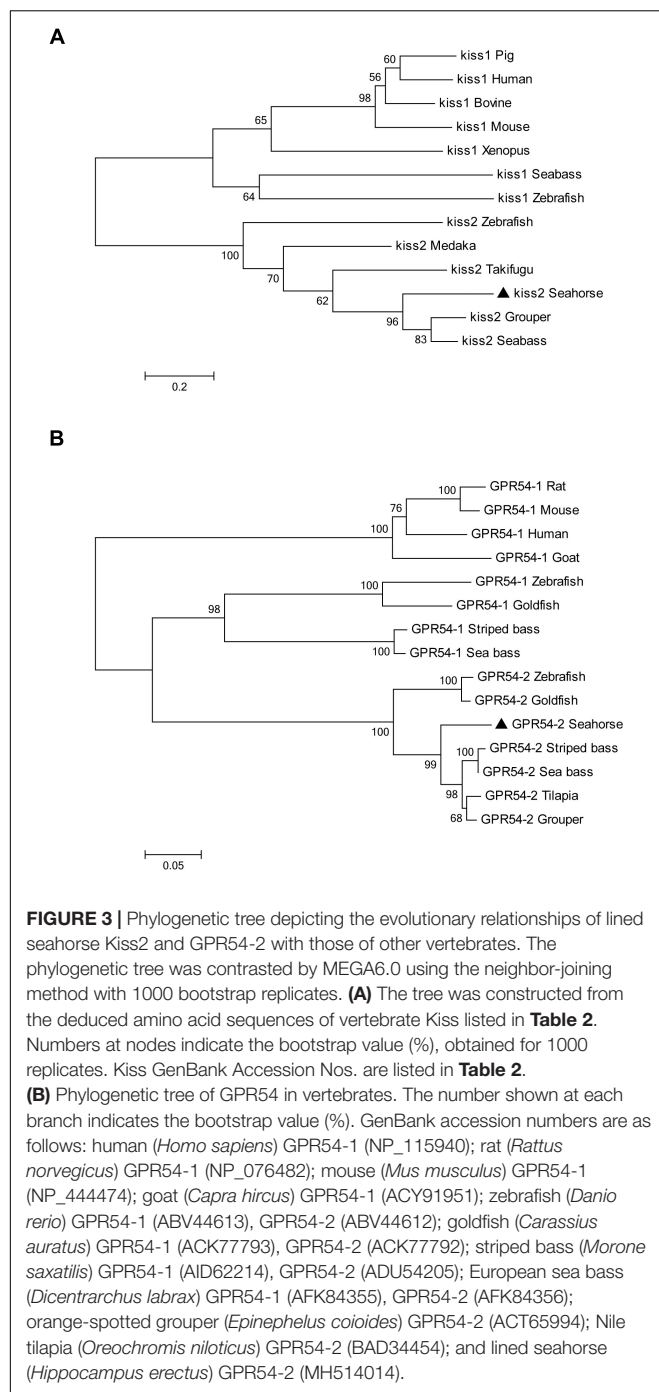 A
60
kiss1 Pig
56
kiss1 Human
98
kiss1 Bovine
kiss1 Mouse
65
kiss1 Xenopus
kiss1 Seabass
64
kiss1 Zebrafish
kiss2 Zebrafish
100
kiss2 Medaka
70
kiss2 Takifugu
62
▲ kiss2 Seahorse
96
kiss2 Grouper
83
kiss2 Seabass
0.2
B
100
GPR54-1 Rat
76
GPR54-1 Mouse
100
GPR54-1 Human
GPR54-1 Goat
100
GPR54-1 Zebrafish
98
GPR54-1 Goldfish
GPR54-1 Striped bass
100
GPR54-1 Sea bass
100
GPR54-2 Zebrafish
GPR54-2 Goldfish
100
▲ GPR54-2 Seahorse
99
100
GPR54-2 Striped bass
GPR54-2 Sea bass
98
GPR54-2 Tilapia
68
GPR54-2 Grouper
0.05
FIGURE 3 | Phylogenetic tree depicting the evolutionary relationships of lined
seahorse Kiss2 and GPR54-2 with those of other vertebrates. The
phylogenetic tree was contrasted by MEGA6.0 using the neighbor-joining
method with 1000 bootstrap replicates. (A) The tree was constructed from
the deduced amino acid sequences of vertebrate Kiss listed in Table 2.
Numbers at nodes indicate the bootstrap value (%), obtained for 1000
replicates. Kiss GenBank Accession Nos. are listed in Table 2.
(B) Phylogenetic tree of GPR54 in vertebrates. The number shown at each
branch indicates the bootstrap value (%). GenBank accession numbers are as
follows: human (Homo sapiens) GPR54-1 (NP_115940); rat (Rattus
norvegicus) GPR54-1 (NP_076482); mouse (Mus musculus) GPR54-1
(NP_444474); goat (Capra hircus) GPR54-1 (ACY91951); zebrafish (Danio
rerio) GPR54-1 (ABV44613), GPR54-2 (ABV44612); goldfish (Carassius
auratus) GPR54-1 (ACK77793), GPR54-2 (ACK77792); striped bass (Morone
saxatilis) GPR54-1 (AID62214), GPR54-2 (ADU54205); European sea bass
(Dicentrarchus labrax) GPR54-1 (AFK84355), GPR54-2 (AFK84356);
orange-spotted grouper (Epinephelus coioides) GPR54-2 (ACT65994); Nile
tilapia (Oreochromis niloticus) GPR54-2 (BAD34454); and lined seahorse
(Hippocampus erectus) GPR54-2 (MH514014).